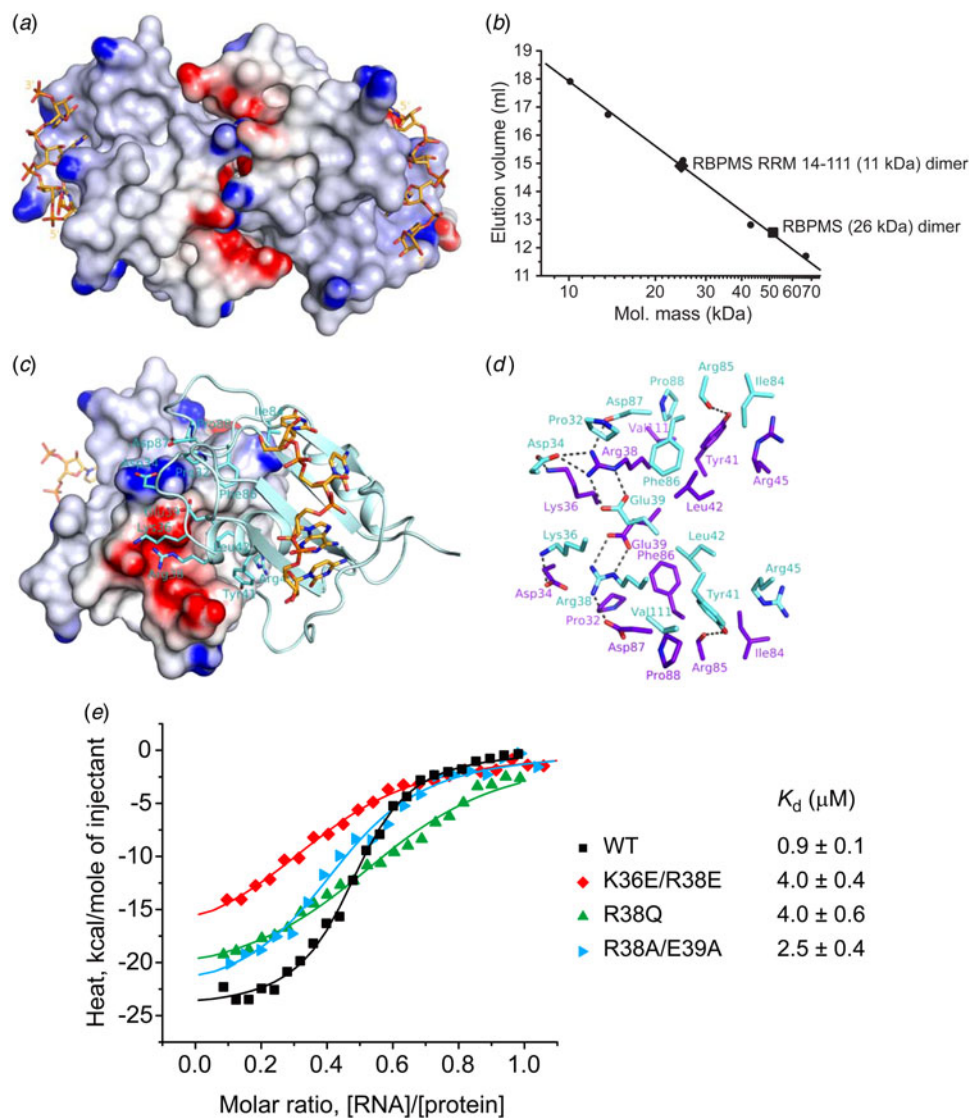 (a)
3'
5'
5'
(b)
Elution volume (ml)
19
18
17
16
15
14
13
12
11
RBPMS RRM 14-111 (11 kDa) dimer
RBPMS (26 kDa) dimer
10 20 30 40 50 60 70
Mol. mass (kDa)
(c)
Ile84
Asp87
Phe86
Leu42
Arg38
Tyr41
(d)
Arg85
Pro88
Ile84
Asp87
Pro32
Val111
Asp34
Arg38
Tyr41
Phe86
Arg45
Lys36
Glu39
Leu42
Lys36
Glu39
Leu42
Phe86
Arg45
Asp34
Tyr41
Arg38
Pro32
Val111
Asp87
Arg85
Ile84
Pro88
(e)
Heat, kcal/mole of injectant
0
-5
-10
-15
-20
-25
0.0 0.2 0.4 0.6 0.8 1.0
Molar ratio, [RNA]/[protein]
Kd (μM)
WT 0.9 ± 0.1
K36E/R38E 4.0 ± 0.4
R38Q 4.0 ± 0.6
R38A/E39A 2.5 ± 0.4